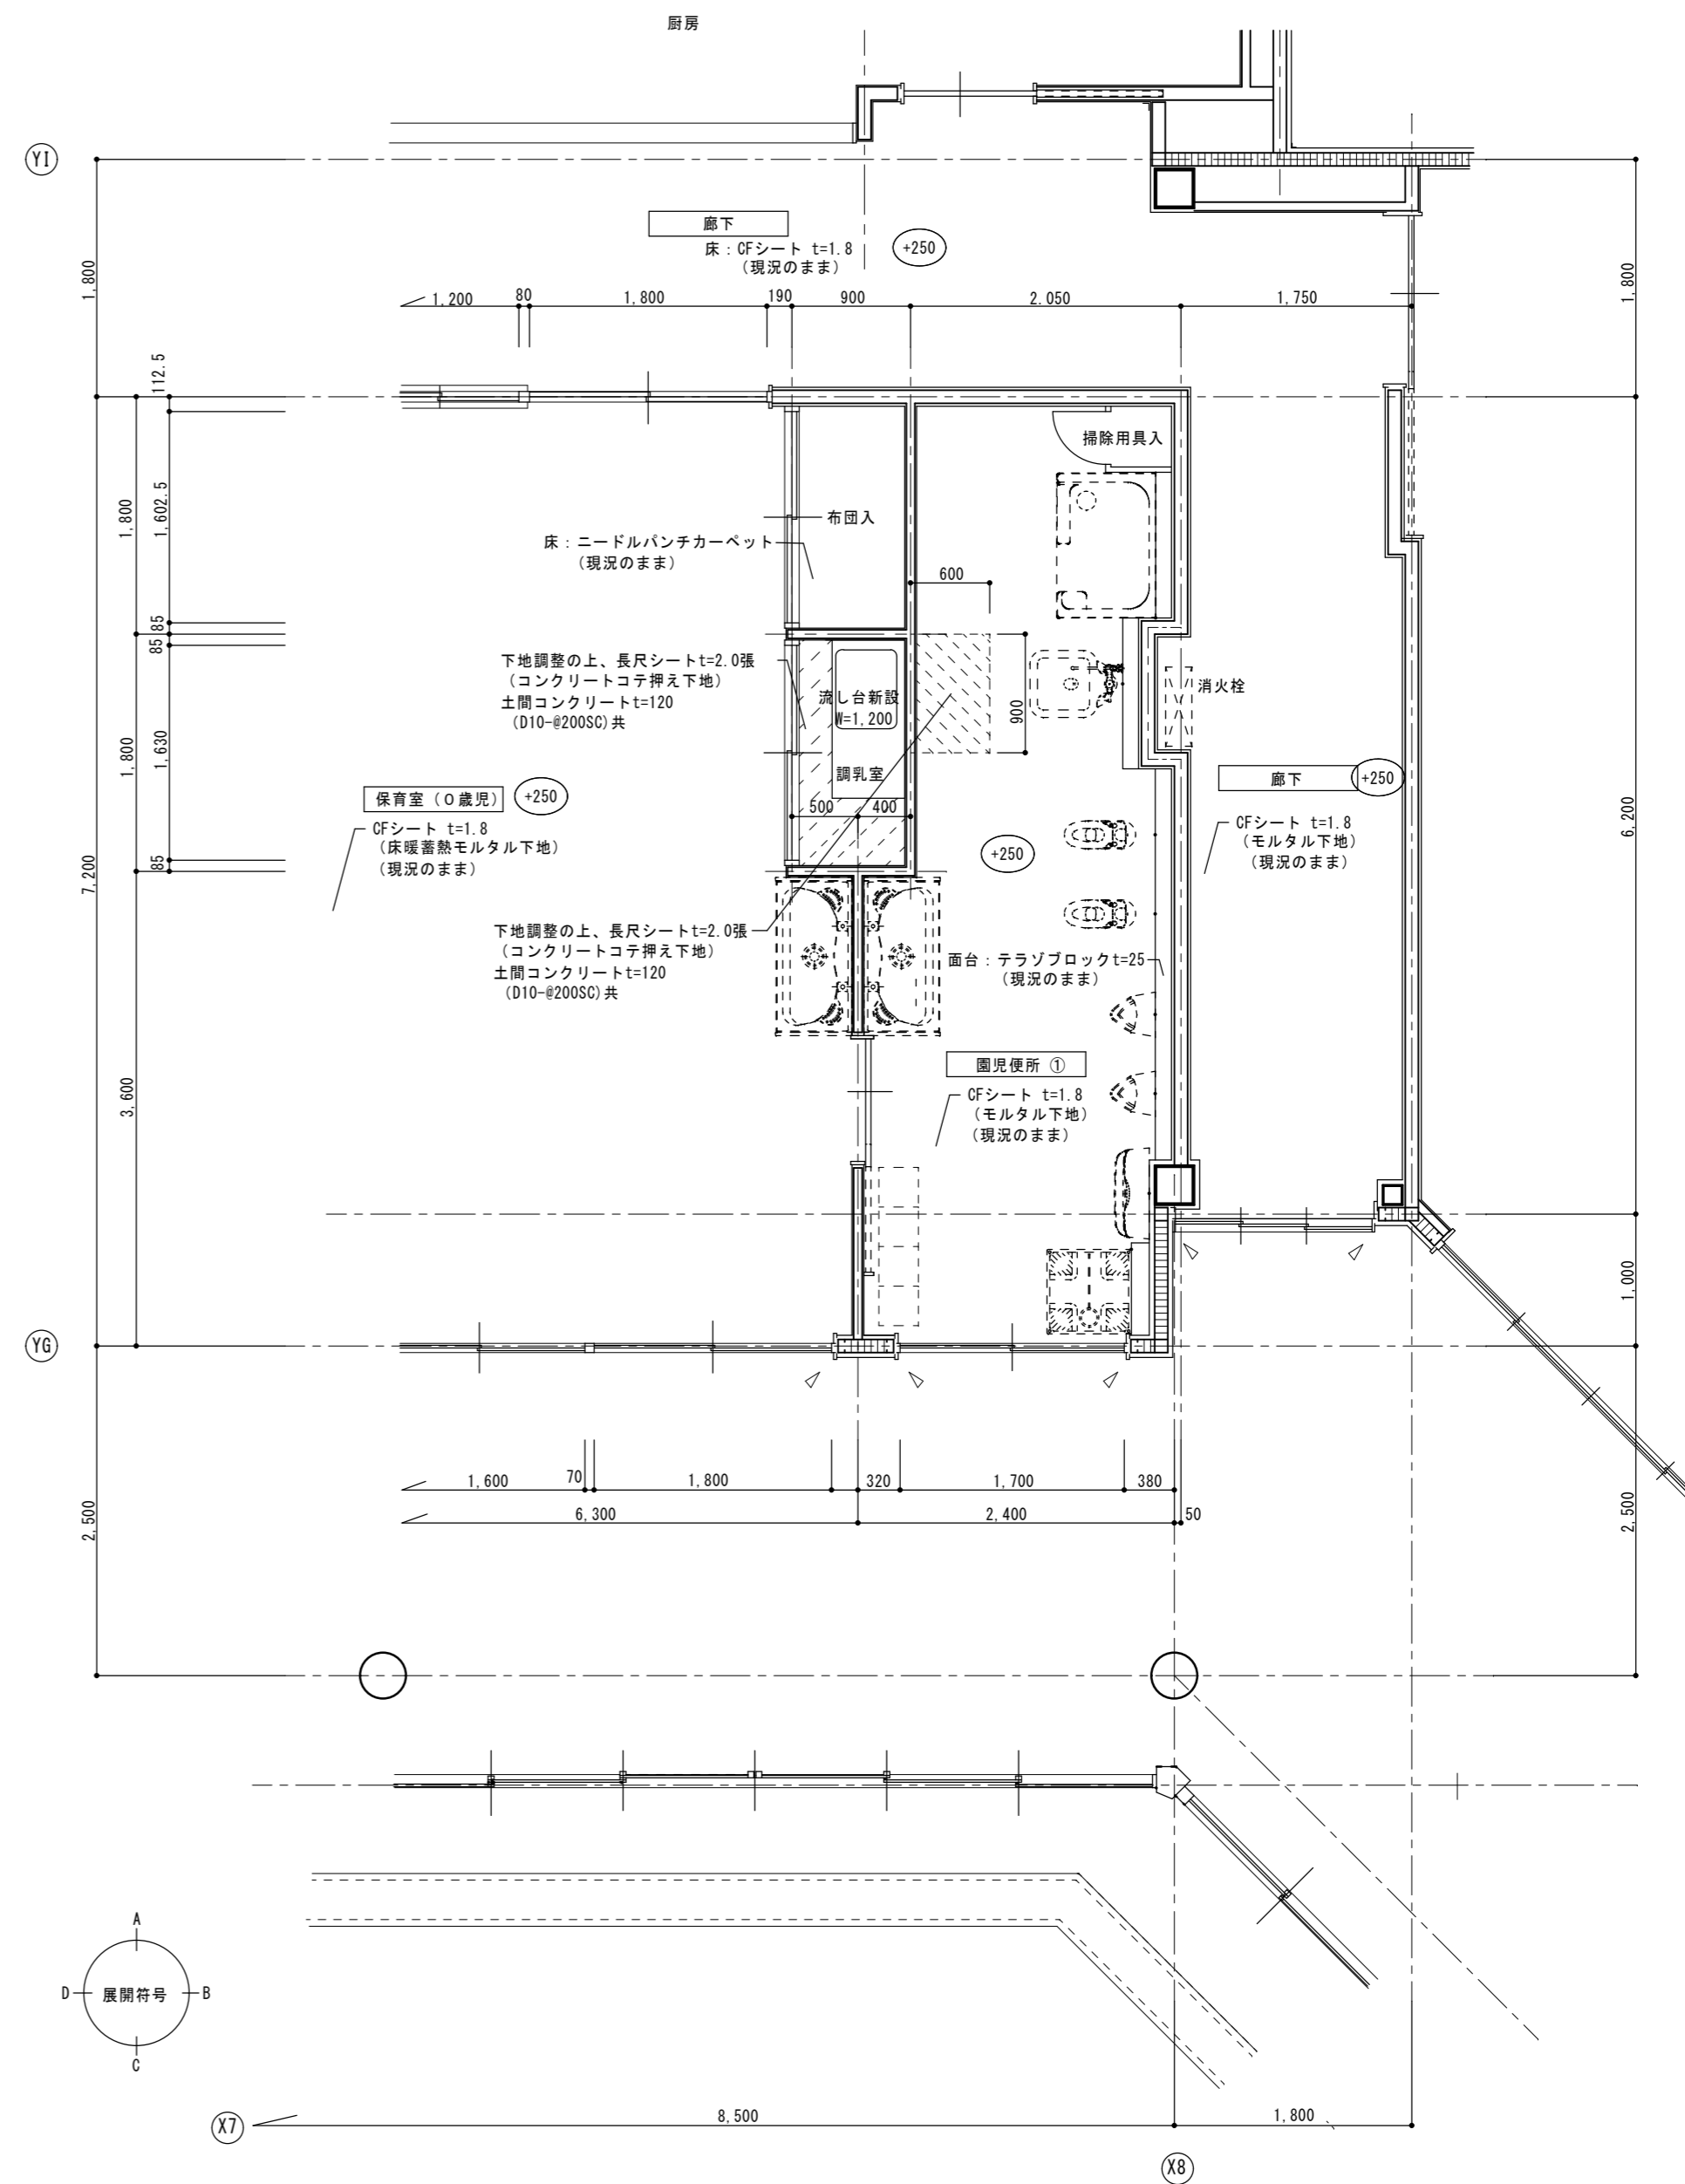 厨房
YI
廊下
床：CFシート t=1.8
（現況のまま）
+250
1,800
1,800
1,200
80
1,800
190
900
2.050
1,750
112.5
掃除用具入
1,800
1,602.5
布団入
床：ニードルパンチカーペット
（現況のまま）
600
85
85
下地調整の上、長尺シートt=2.0張
（コンクリートコテ押え下地）
土間コンクリートt=120
（D10-@200SC)共
流し台新設
W=1,200
900
消火栓
1,800
1,630
調乳室
廊下
+250
保育室（０歳児）
+250
500
400
CFシート t=1.8
（床暖蓄熱モルタル下地）
（現況のまま）
CFシート t=1.8
（モルタル下地）
（現況のまま）
6,200
+250
85
7,200
下地調整の上、長尺シートt=2.0張
（コンクリートコテ押え下地）
土間コンクリートt=120
（D10-@200SC)共
面台：テラゾブロックt=25
（現況のまま）
園児便所 ①
3,600
CFシート t=1.8
（モルタル下地）
（現況のまま）
1,000
YG
1,600
70
1,800
320
1,700
380
6,300
2,400
50
2,500
2,500
A
D
展開符号
B
C
X7
8,500
1,800
X8